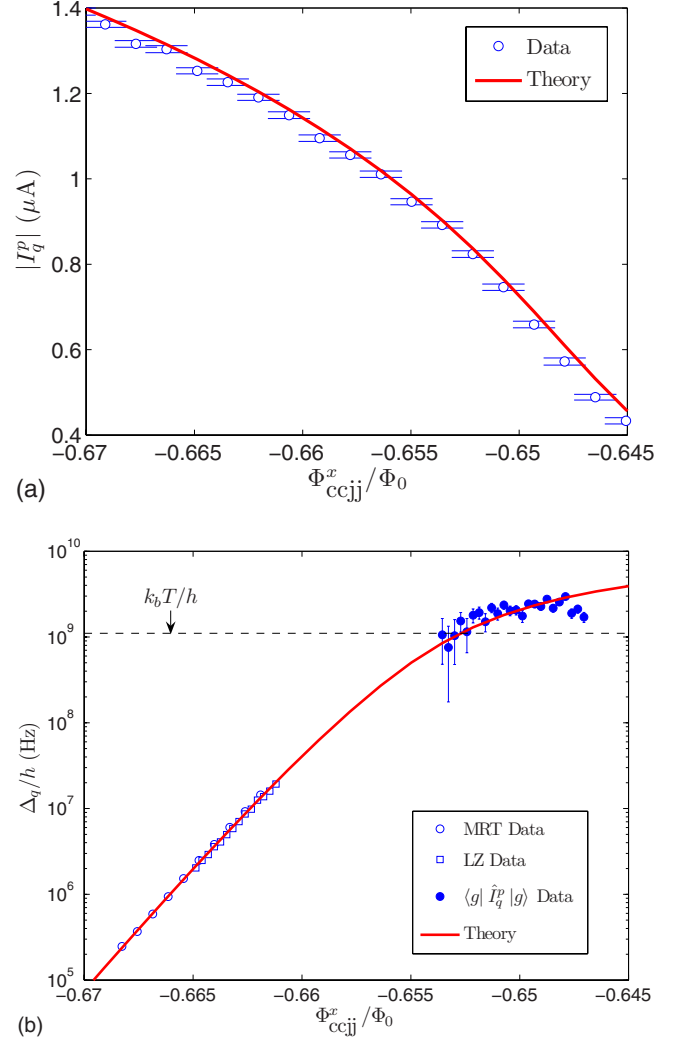 1.4
1.2
1
0.8
0.6
0.4
|I_q^p| (μA)
Data
Theory
−0.67 −0.665 −0.66 −0.655 −0.65 −0.645
Φ_ccjj^x/Φ_0
(a)
10^10
10^9
10^8
10^7
10^6
10^5
Δ_q/h (Hz)
k_bT/h
MRT Data
LZ Data
⟨g| Î_q^p |g⟩ Data
Theory
−0.67 −0.665 −0.66 −0.655 −0.65 −0.645
Φ_ccjj^x/Φ_0
(b)